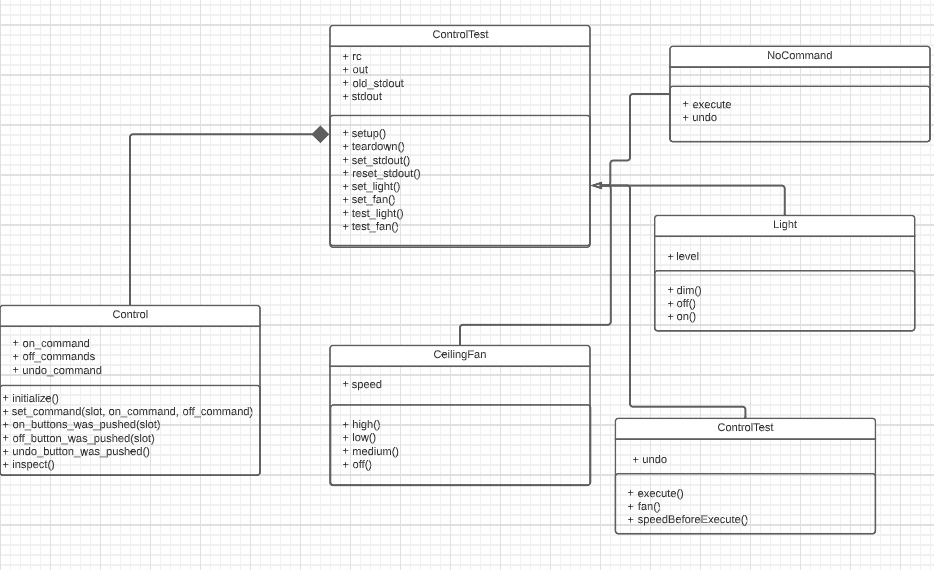 ControlTest
+ rc
+ out
+ old_stdout
+ stdout
+ setup()
+ teardown()
+ set_stdout()
+ reset_stdout()
+ set_light()
+ set_fan()
+ test_light()
+ test_fan()
NoCommand
+ execute
+ undo
Light
+ level
+ dim()
+ off()
+ on()
Control
+ on_command
+ off_commands
+ undo_command
+ initialize()
+ set_command(slot, on_command, off_command)
+ on_buttons_was_pushed(slot)
+ off_button_was_pushed(slot)
+ undo_button_was_pushed()
+ inspect()
CeilingFan
+ speed
+ high()
+ low()
+ medium()
+ off()
ControlTest
+ undo
+ execute()
+ fan()
+ speedBeforeExecute()